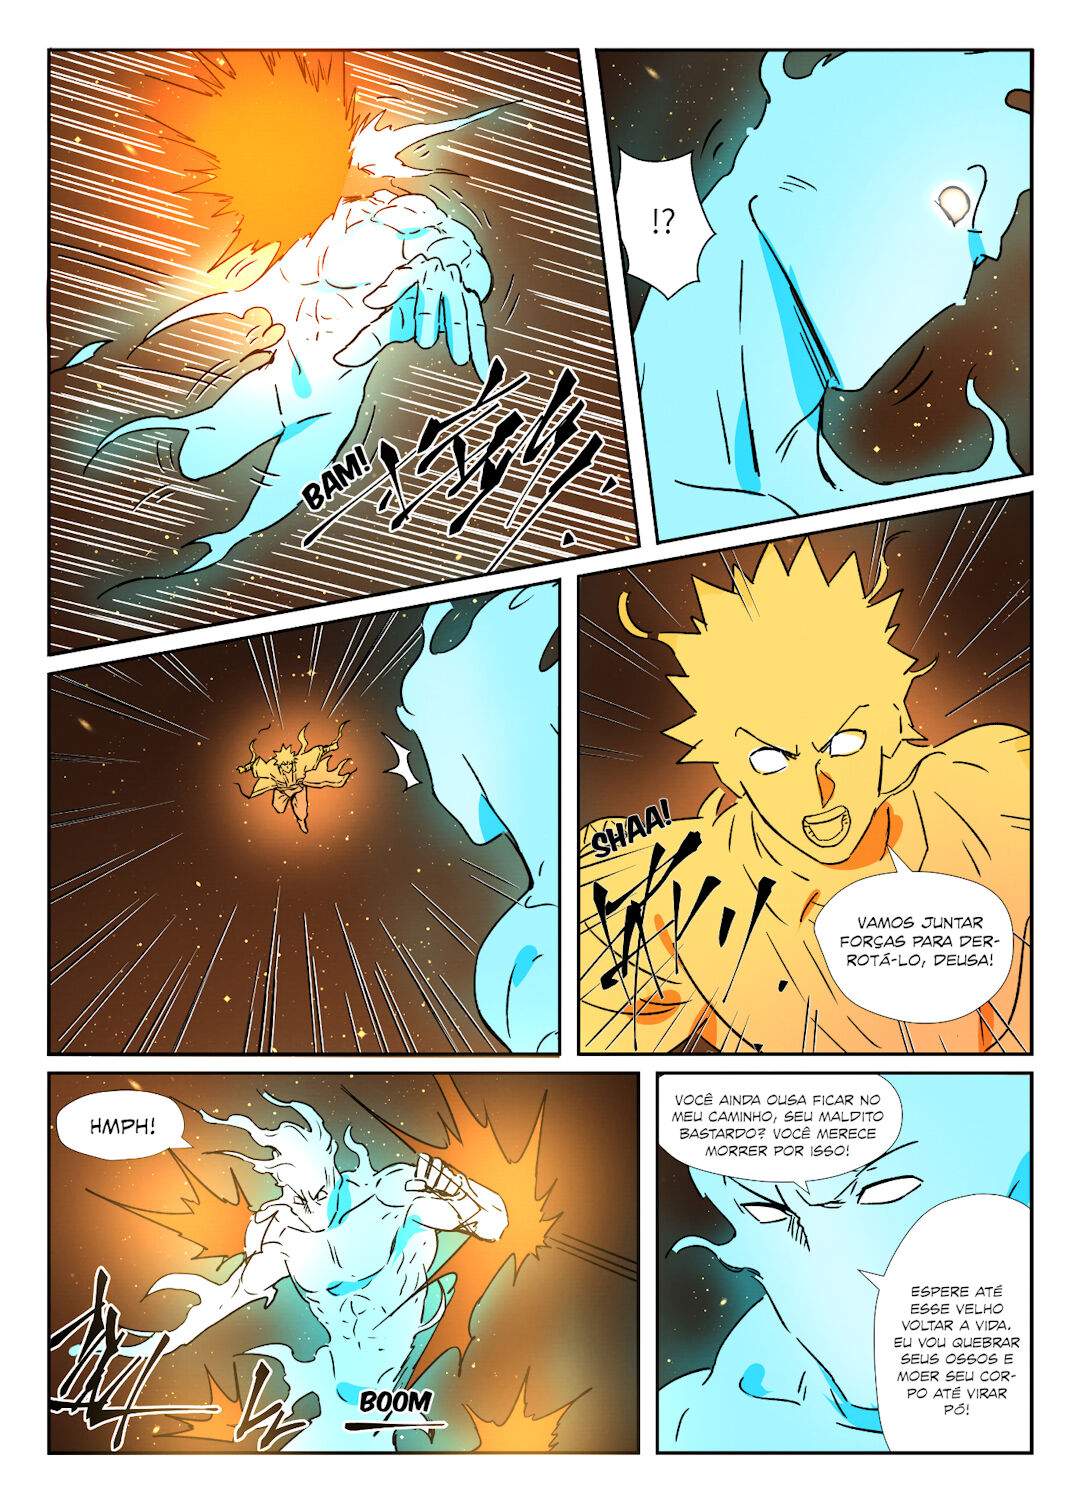 !?
BAM!
SHAA!
VAMOS JUNTAR
FORÇAS PARA DER-
ROTÁ-LO, DEUSA!
HMPH!
BOOM
VOCÊ AINDA OUSA FICAR NO
MEU CAMINHO, SEU MALDITO
BASTARDO? VOCÊ MERECE
MORRER POR ISSO!
ESPERE ATÉ
ESSE VELHO
VOLTAR A VIDA.
EU VOU QUEBRAR
SEUS OSSOS E
MOER SEU COR-
PO ATÉ VIRAR
PÓ!